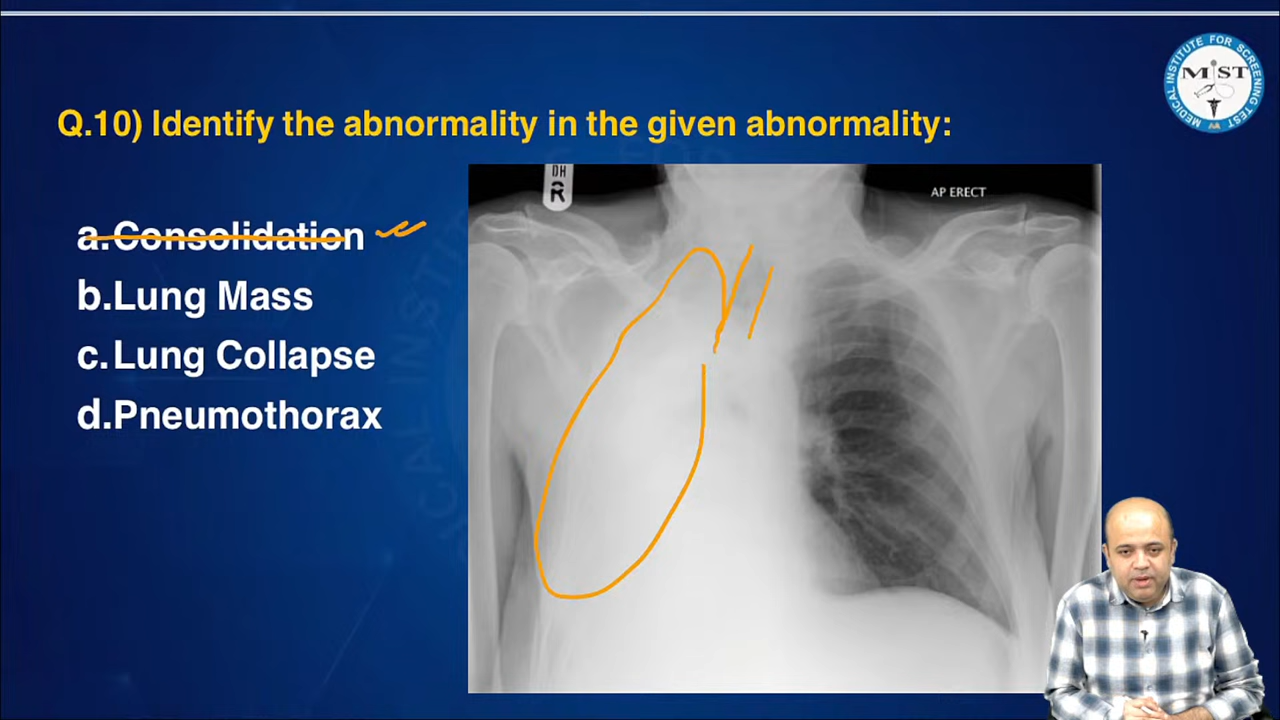 MEDICAL INSTITUTE FOR SCREENING TEST
MIST
Q.10) Identify the abnormality in the given abnormality:
DH
R
AP ERECT
a.Consolidation
b.Lung Mass
c.Lung Collapse
d.Pneumothorax